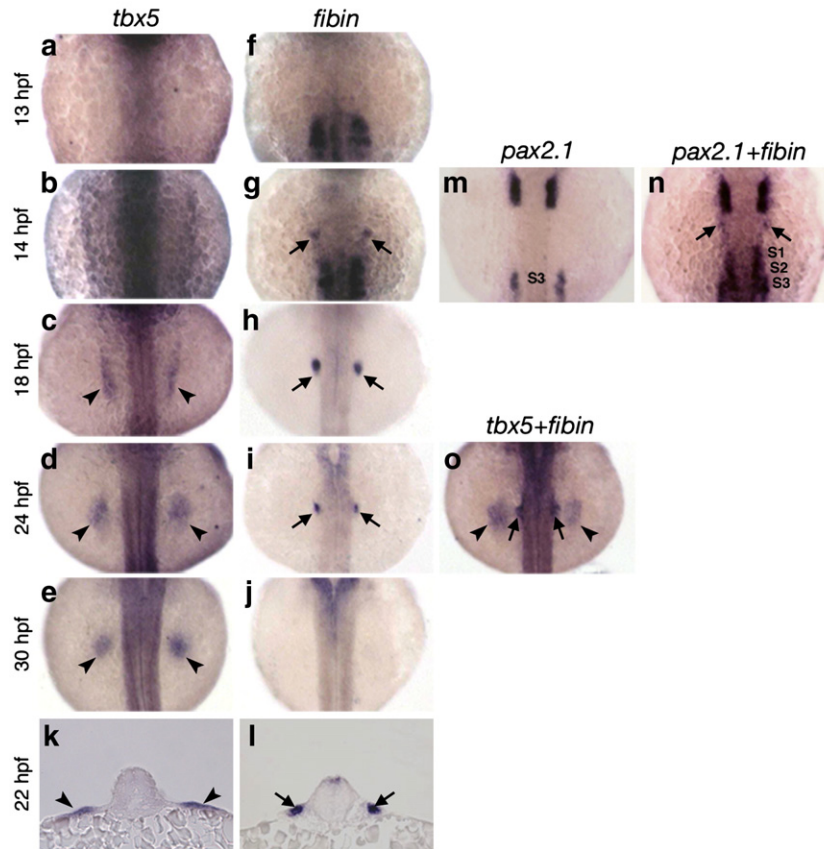 tbx5 fibin
a f
13 hpf
pax2.1 pax2.1+fibin
b g m n
14 hpf
S3
S1
S2
S3
c h
18 hpf
tbx5+fibin
d i o
24 hpf
e j
30 hpf
k l
22 hpf